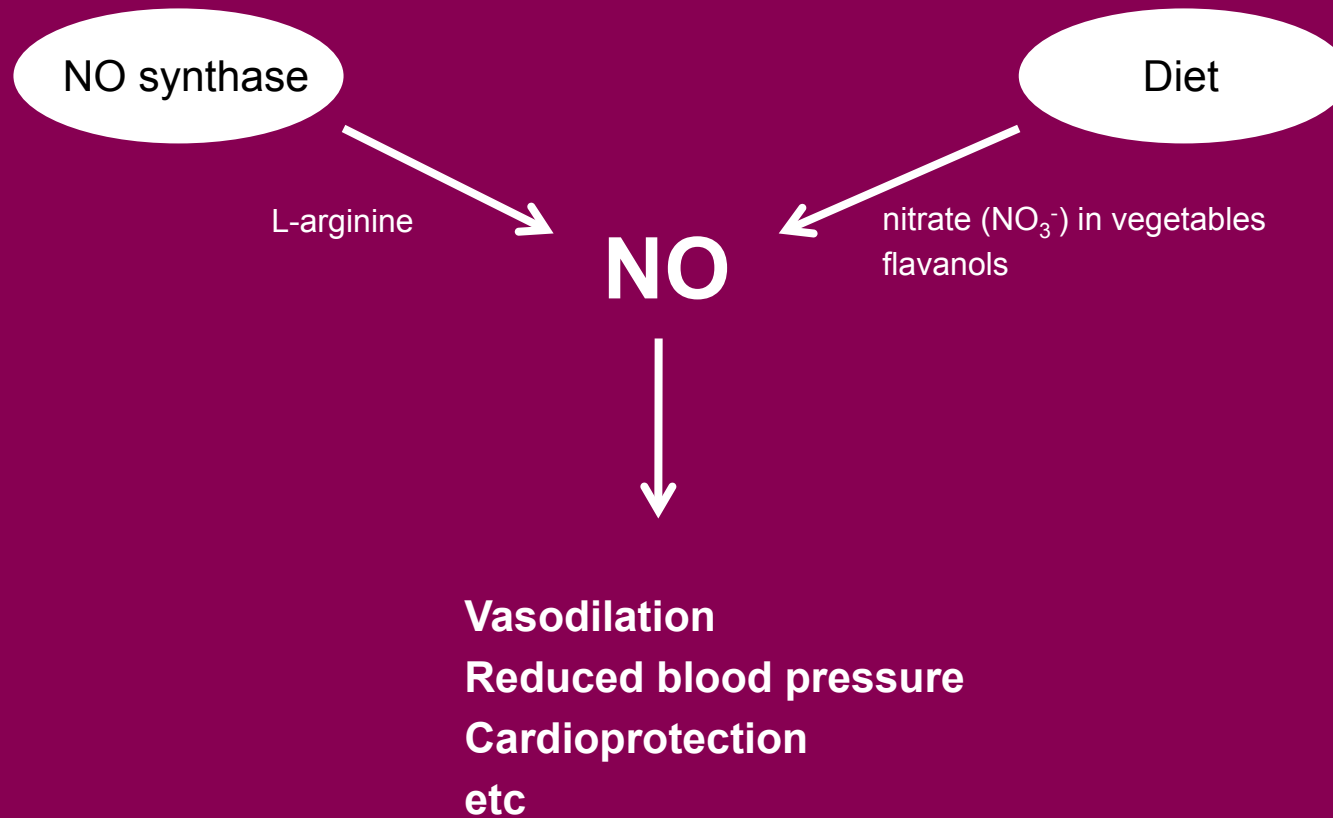 NO synthase
Diet
L-arginine
nitrate (NO₃⁻) in vegetables
flavanols
NO
Vasodilation
Reduced blood pressure
Cardioprotection
etc